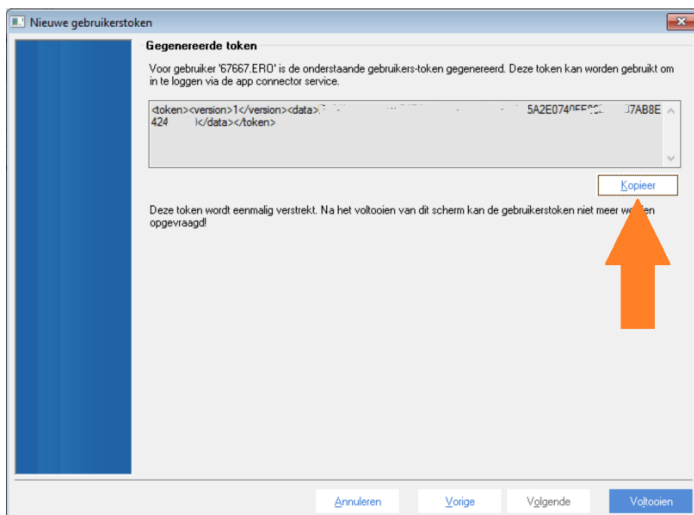 Nieuwe gebruikerstoken
Gegenereerde token
Voor gebruiker '67667.ERO' is de onderstaande gebruikers-token gegenereerd. Deze token kan worden gebruikt om
in te loggen via de app connector service.
<token><version>1</version><data>
424 </data></token>
Kopieer
Deze token wordt eenmalig verstrekt. Na het voltooien van dit scherm kan de gebruikerstoken niet meer worden
opgevraagd!
Annuleren
Vorige
Volgende
Voltooien